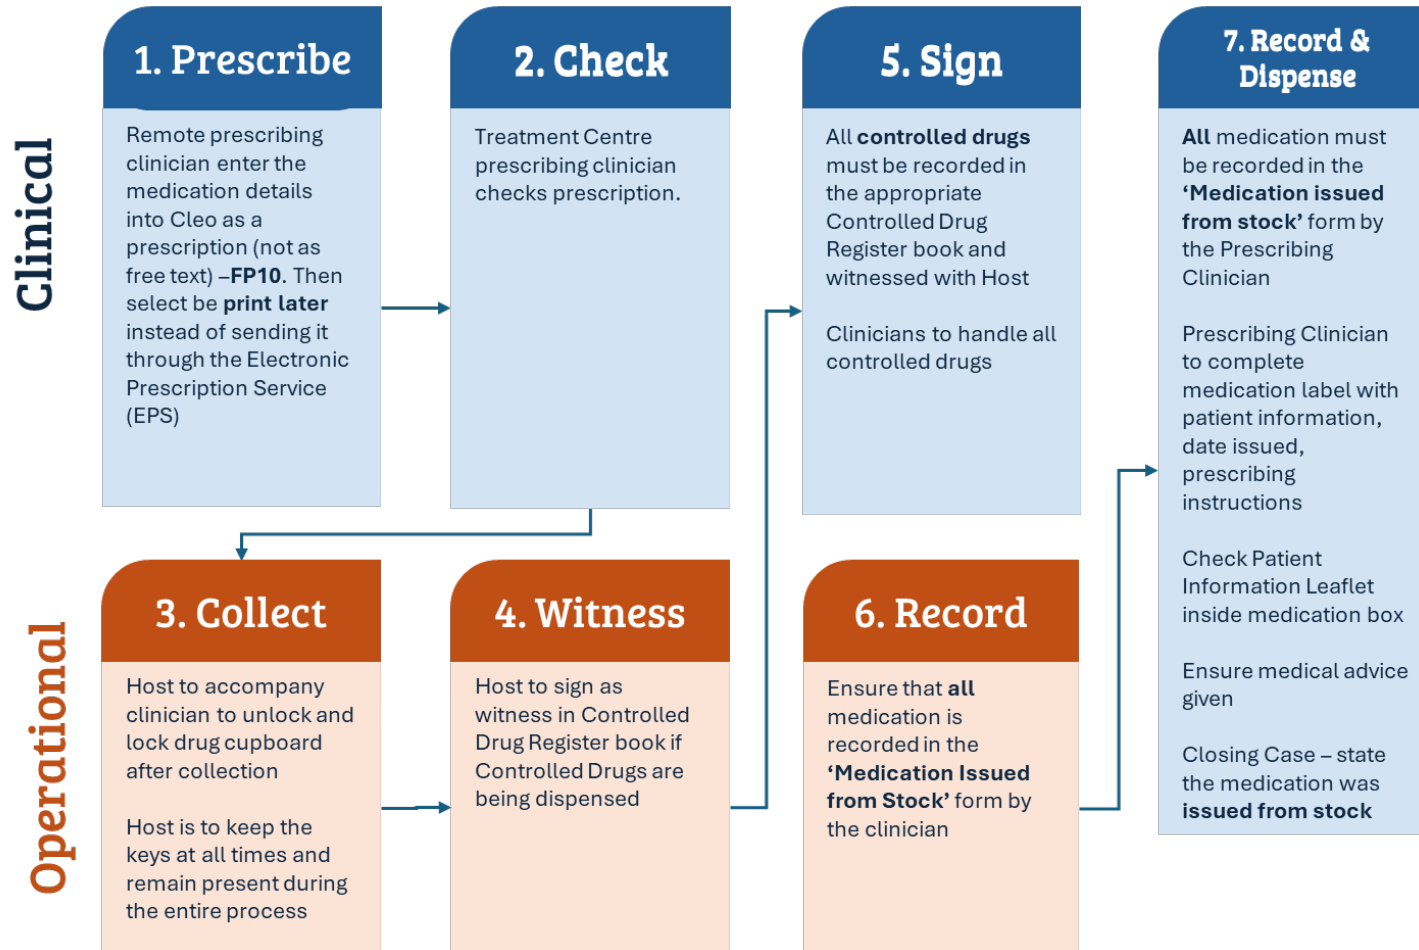 Clinical
1. Prescribe
Remote prescribing
clinician enter the
medication details
into Cleo as a
prescription (not as
free text) –FP10. Then
select be print later
instead of sending it
through the Electronic
Prescription Service
(EPS)
2. Check
Treatment Centre
prescribing clinician
checks prescription.
5. Sign
All controlled drugs
must be recorded in
the appropriate
Controlled Drug
Register book and
witnessed with Host
Clinicians to handle all
controlled drugs
7. Record &
Dispense
All medication must
be recorded in the
‘Medication issued
from stock’ form by
the Prescribing
Clinician
Prescribing Clinician
to complete
medication label with
patient information,
date issued,
prescribing
instructions
Check Patient
Information Leaflet
inside medication box
Ensure medical advice
given
Closing Case – state
the medication was
issued from stock
Operational
3. Collect
Host to accompany
clinician to unlock and
lock drug cupboard
after collection
Host is to keep the
keys at all times and
remain present during
the entire process
4. Witness
Host to sign as
witness in Controlled
Drug Register book if
Controlled Drugs are
being dispensed
6. Record
Ensure that all
medication is
recorded in the
‘Medication Issued
from Stock’ form by
the clinician